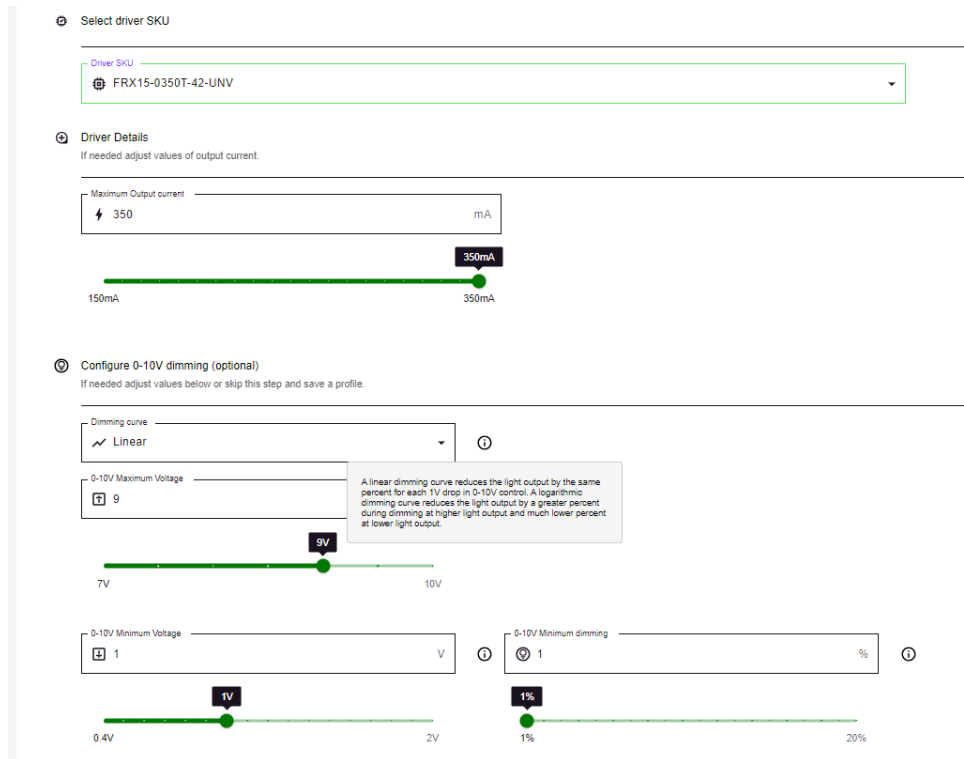 Select driver SKU
Driver SKU
FRX15-0350T-42-UNV
Driver Details
If needed adjust values of output current.
Maximum Output current
350 mA
350mA
150mA 350mA
Configure 0-10V dimming (optional)
If needed adjust values below or skip this step and save a profile.
Dimming curve
Linear
0-10V Maximum Voltage
9
A linear dimming curve reduces the light output by the same
percent for each 1V drop in 0-10V control. A logarithmic
dimming curve reduces the light output by a greater percent
during dimming at higher light output and much lower percent
at lower light output.
9V
7V 10V
0-10V Minimum Voltage
1 V
0-10V Minimum dimming
1 %
1V
0.4V 2V
1%
1% 20%